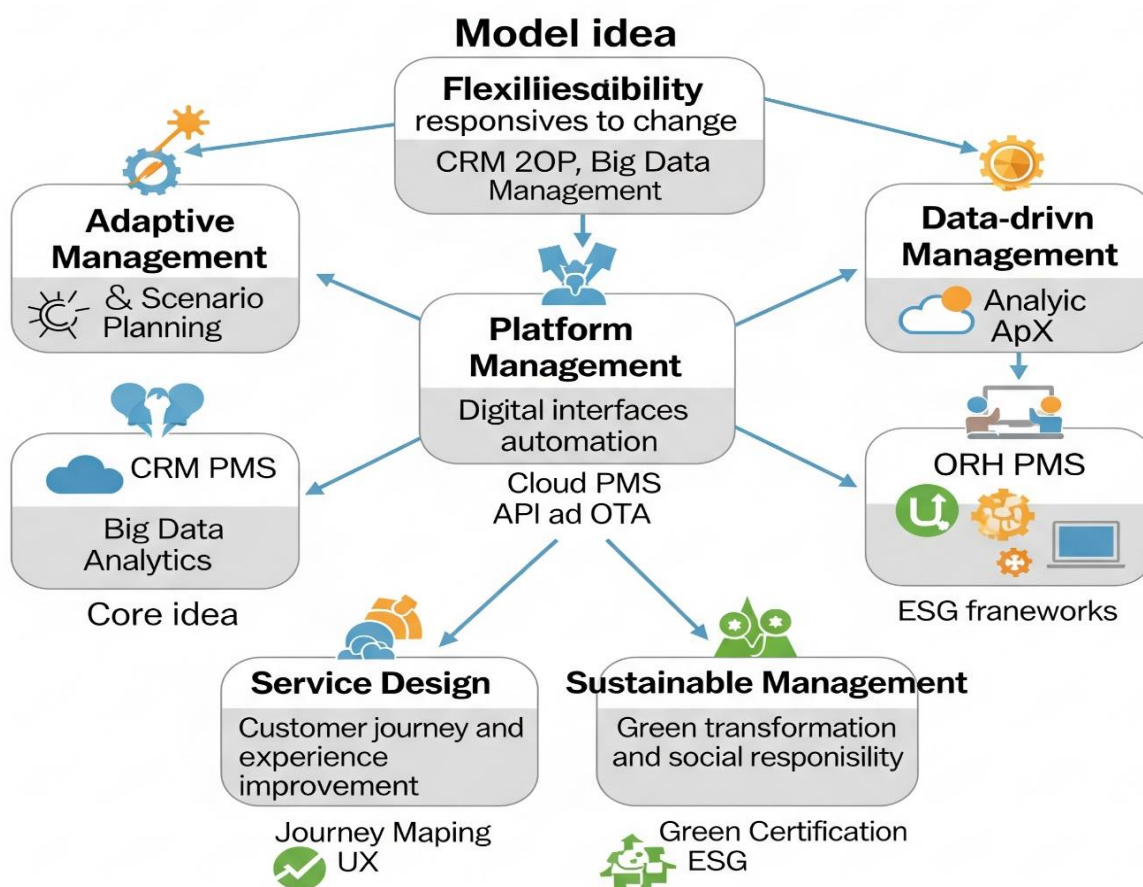 Model idea
Flexiliiesɑibility
responsives to change
CRM 2OP, Big Data
Management
Adaptive
Management
& Scenario
Planning
Data-drivn
Management
Analyic
ApX
Platform
Management
Digital interfaces
automation
Cloud PMS
API ad OTA
CRM PMS
Big Data
Analytics
Core idea
ORH PMS
ESG franeworks
Service Design
Customer journey and
experience
improvement
Journey Maping
UX
Sustainable Management
Green transformation
and social responisility
Green Certification
ESG